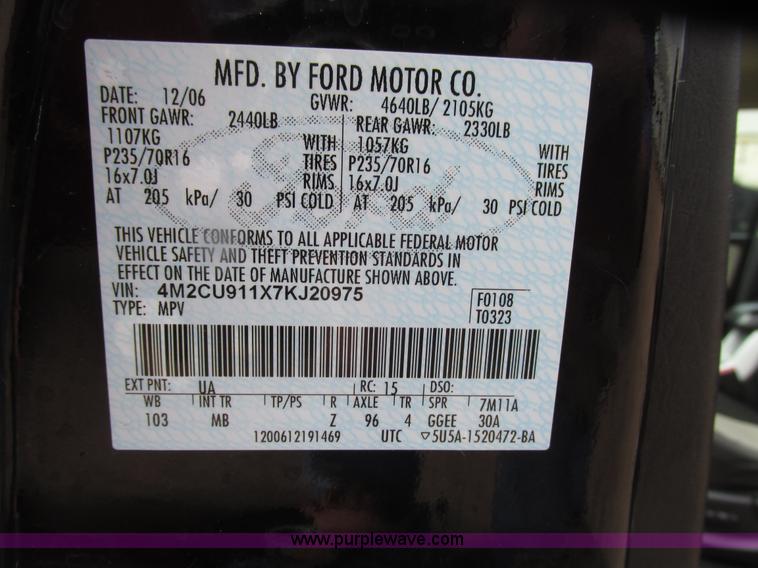 MFD. BY FORD MOTOR CO.
DATE: 12/06 GVWR: 4640LB/ 2105KG
FRONT GAWR: 2440LB REAR GAWR: 2330LB
1107KG WITH 1057KG WITH
P235/70R16 TIRES P235/70R16 TIRES
16x7.0J RIMS 16x7.0J RIMS
AT 205 kPa/ 30 PSI COLD AT 205 kPa/ 30 PSI COLD
Ford
THIS VEHICLE CONFORMS TO ALL APPLICABLE FEDERAL MOTOR
VEHICLE SAFETY AND THEFT PREVENTION STANDARDS IN
EFFECT ON THE DATE OF MANUFACTURE SHOWN ABOVE.
VIN: 4M2CU911X7KJ20975 F0108
TYPE: MPV T0323
EXT PNT: UA RC: 15 DSO:
WB INT TR TP/PS R AXLE TR SPR 7M11A
103 MB Z 96 4 GGEE 30A
1200612191469 UTC ▽5U5A-1520472-BA
www.purplewave.com